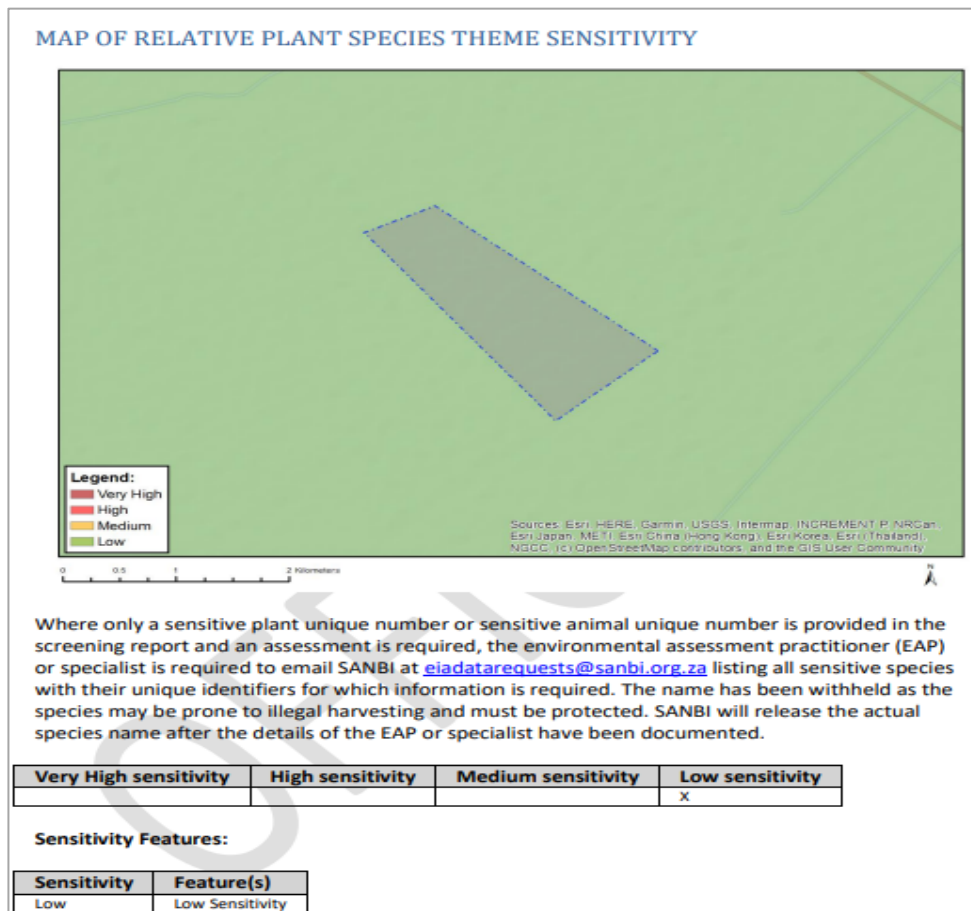 MAP OF RELATIVE PLANT SPECIES THEME SENSITIVITY
Legend:
Very High
High
Medium
Low
Sources: Esri, HERE, Garmin, USGS, Intermap, INCREMENT P, NRCan,
Esri Japan, METI, Esri China (Hong Kong), Esri Korea, Esri (Thailand),
NGCC, (c) OpenStreetMap contributors, and the GIS User Community
0 0.5 1 2 Kilometers
N
Where only a sensitive plant unique number or sensitive animal unique number is provided in the
screening report and an assessment is required, the environmental assessment practitioner (EAP)
or specialist is required to email SANBI at eiadatarequests@sanbi.org.za listing all sensitive species
with their unique identifiers for which information is required. The name has been withheld as the
species may be prone to illegal harvesting and must be protected. SANBI will release the actual
species name after the details of the EAP or specialist have been documented.
Very High sensitivity High sensitivity Medium sensitivity Low sensitivity
X
Sensitivity Features:
Sensitivity Feature(s)
Low Low Sensitivity